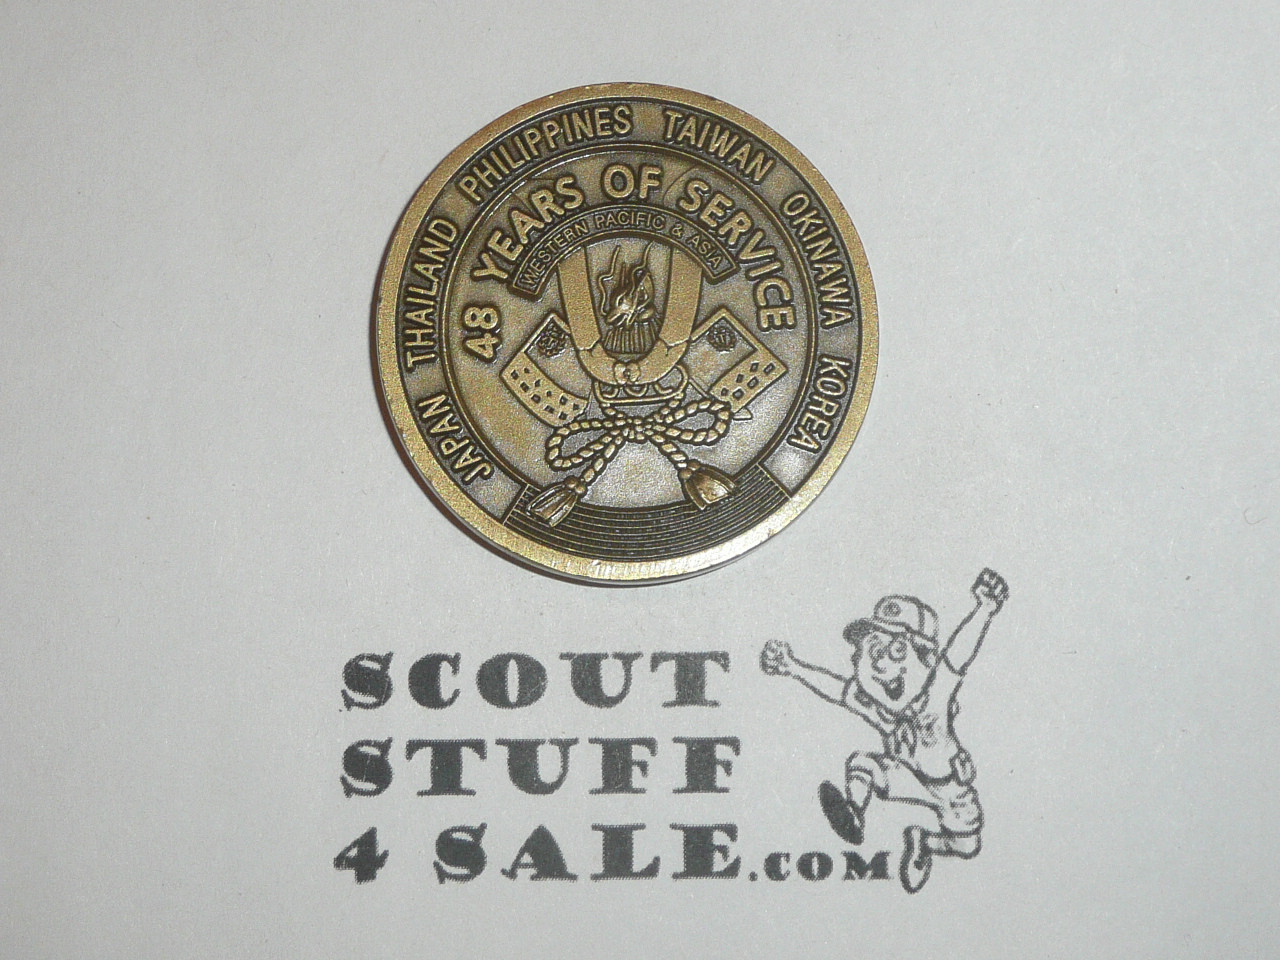 JAPAN THAILAND PHILIPPINES TAIWAN OKINAWA KOREA
48 YEARS OF SERVICE
WESTERN PACIFIC & ASIA
SCOUT
STUFF
4 SALE.COM